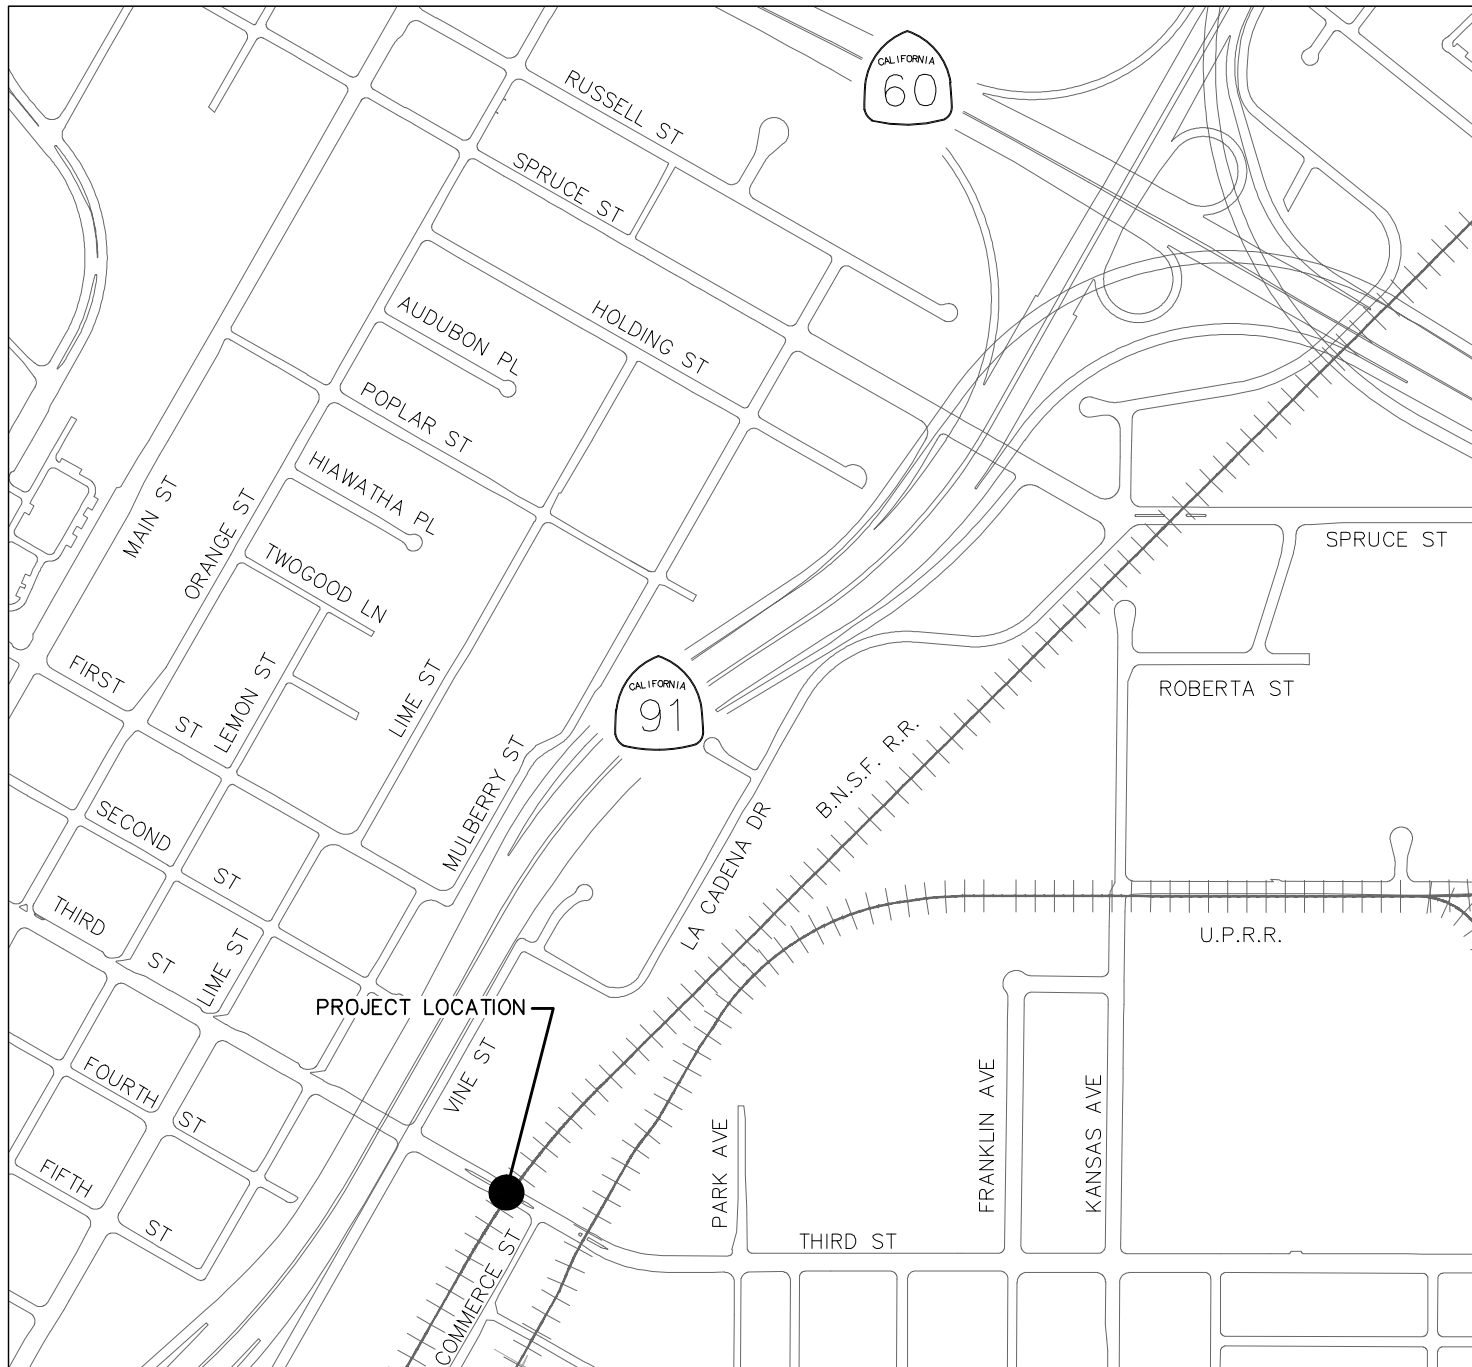 CALIFORNIA
60
RUSSELL ST
SPRUCE ST
HOLDING ST
AUDUBON PL
POPLAR ST
HIAWATHA PL
MAIN ST
ORANGE ST
TWOGOOD LN
SPRUCE ST
FIRST
ST
LEMON ST
LIME ST
CALIFORNIA
91
ROBERTA ST
MULBERRY ST
B.N.S.F. R.R.
SECOND
ST
LA CADENA DR
THIRD
ST
LIME ST
U.P.R.R.
PROJECT LOCATION
VINE ST
FOURTH
ST
FRANKLIN AVE
KANSAS AVE
PARK AVE
FIFTH
ST
THIRD ST
COMMERCE ST